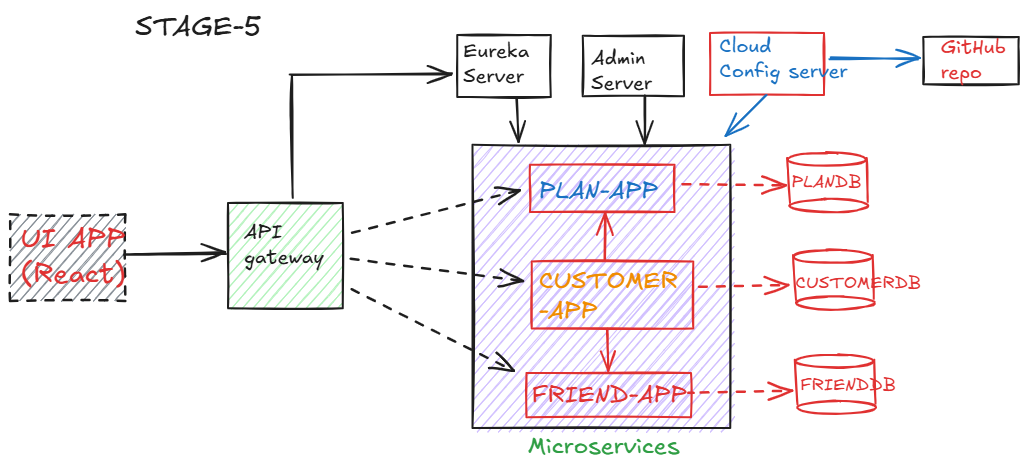 STAGE-5
Eureka
Server
Admin
Server
Cloud
Config server
GitHub
repo
UI APP
(React)
API
gateway
PLAN-APP
CUSTOMER
-APP
FRIEND-APP
PLANDB
CUSTOMERDB
FRIENDDB
Microservices